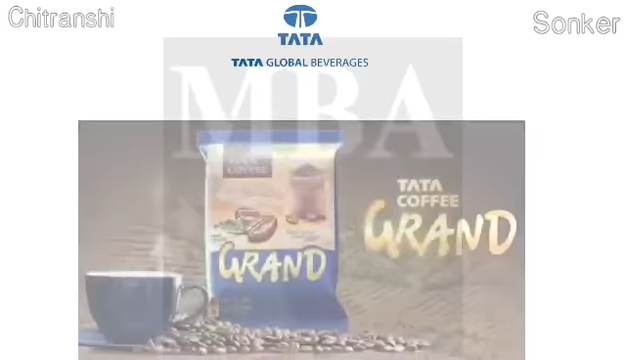 Chitranshi
Sonker
TATA
TATA GLOBAL BEVERAGES
MBA
TATA
COFFEE
GRAND
GRAND